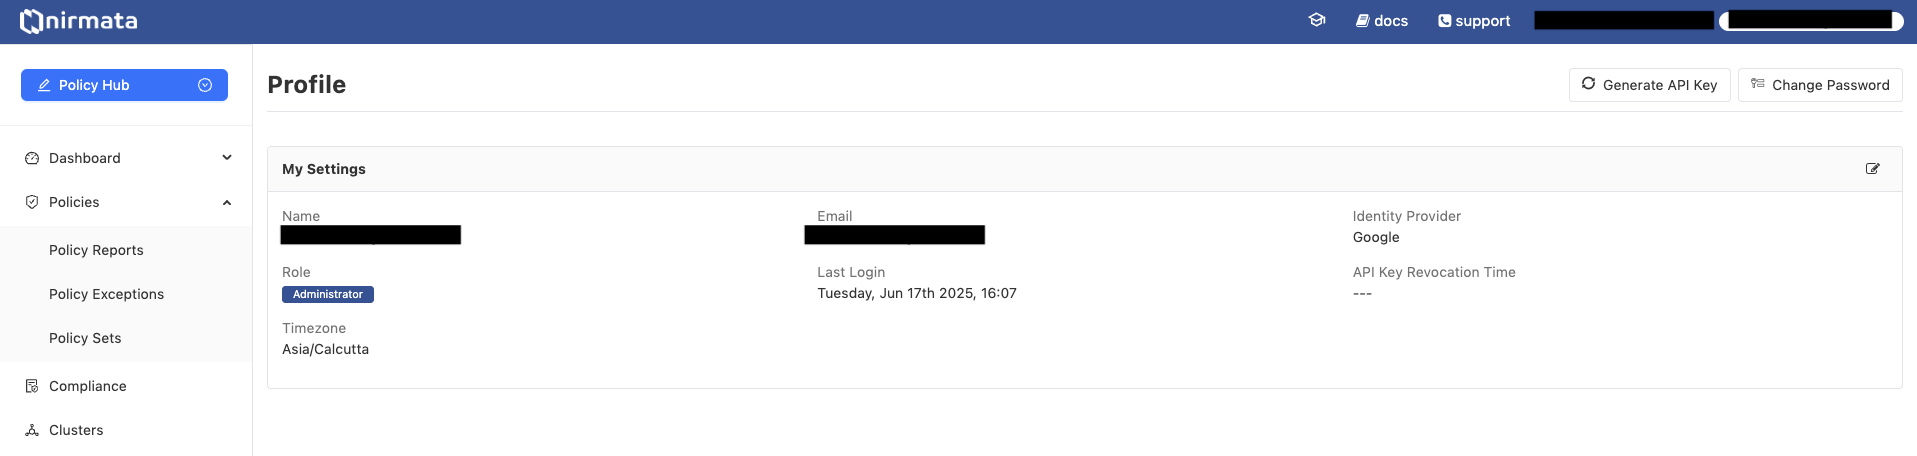 nirmata
docs
support
Policy Hub
Profile
Generate API Key
Change Password
Dashboard
Policies
Policy Reports
Policy Exceptions
Policy Sets
Compliance
Clusters
My Settings
Name
Email
Identity Provider
Google
Role
Last Login
API Key Revocation Time
Administrator
Tuesday, Jun 17th 2025, 16:07
---
Timezone
Asia/Calcutta